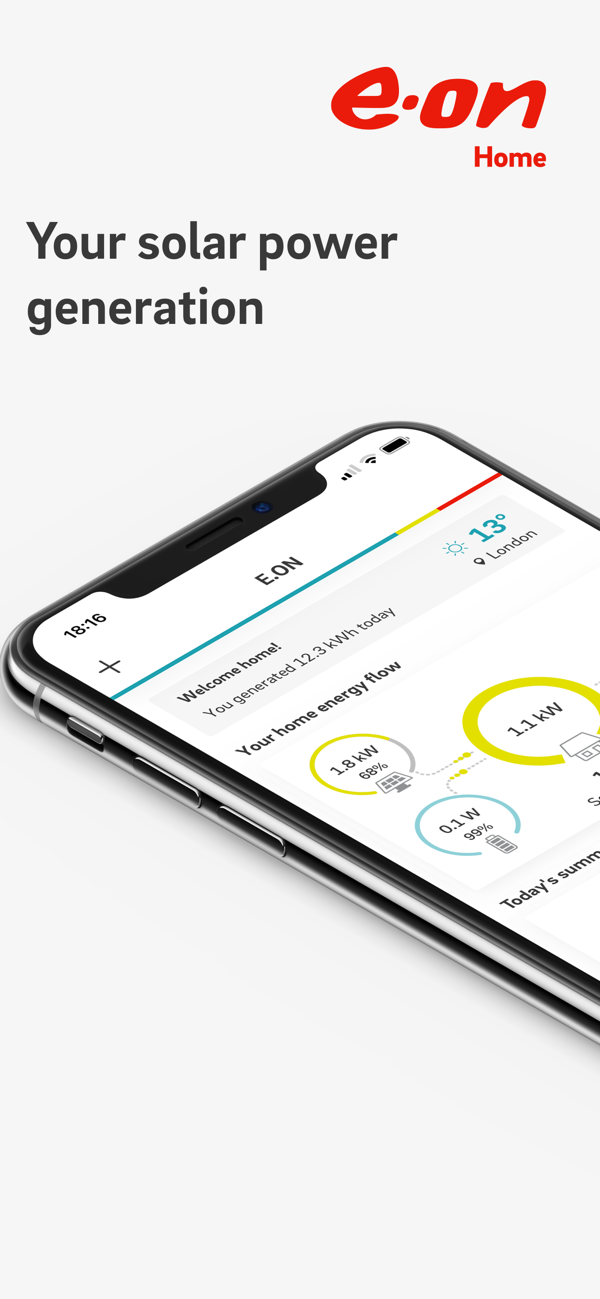 e·on
Home
Your solar power
generation
18:16
E.ON
13°
London
Welcome home!
You generated 12.3 kWh today
Your home energy flow
1.8 kW
68%
1.1 kW
0.1 W
99%
Today's summ